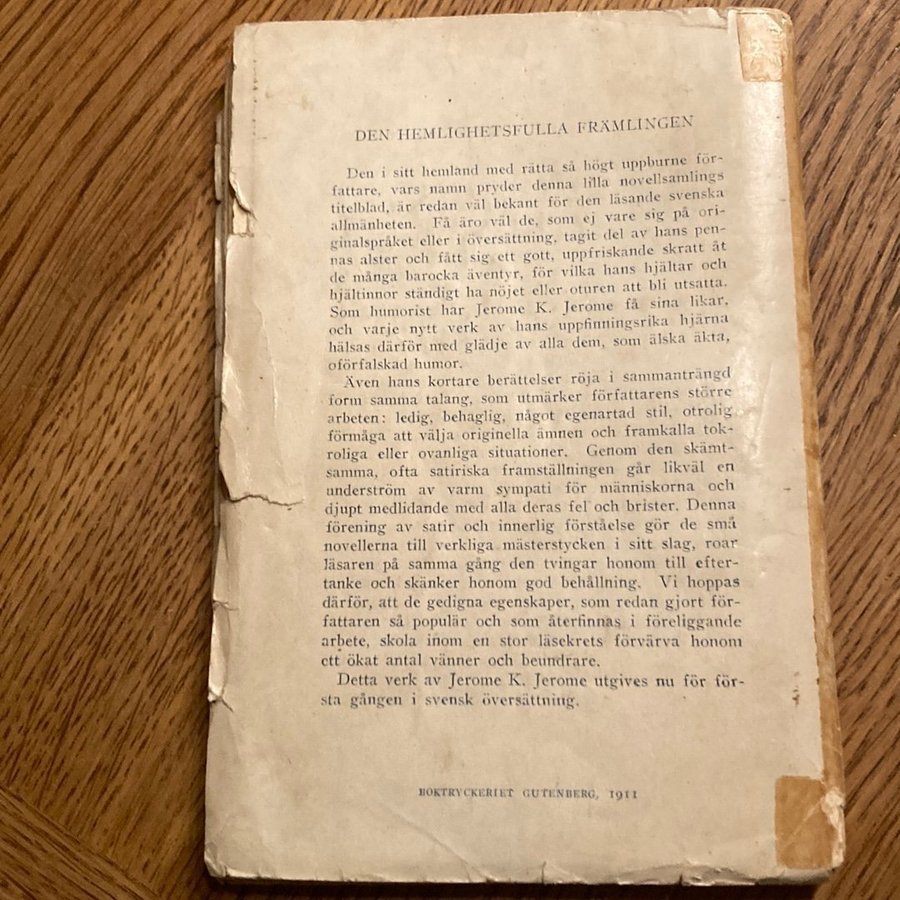 DEN HEMLIGHETSFULLA FRÄMLINGEN
Den i sitt hemland med rätta så högt uppburne för-
fattare, vars namn pryder denna lilla novellsamlings
titelblad, är redan väl bekant för den läsande svenska
allmänheten. Få äro väl de, som ej vare sig på ori-
ginalspråket eller i översättning, tagit del av hans pen-
nas alster och fått sig ett gott, uppfriskande skratt åt
de många barocka äventyr, för vilka hans hjältar och
hjältinnor ständigt ha nöjet eller oturen att bli utsatta.
Som humorist har Jerome K. Jerome få sina likar,
och varje nytt verk av hans uppfinningsrika hjärna
hälsas därför med glädje av alla dem, som älska äkta,
oförfalskad humor.
Även hans kortare berättelser röja i sammanträngd
form samma talang, som utmärker författarens större
arbeten: ledig, behaglig, något egenartad stil, otrolig
förmåga att välja originella ämnen och framkalla tok-
roliga eller ovanliga situationer. Genom den skämt-
samma, ofta satiriska framställningen går likväl en
underström av varm sympati för människorna och
djupt medlidande med alla deras fel och brister. Denna
förening av satir och innerlig förståelse gör de små
novellerna till verkliga mästerstycken i sitt slag, roar
läsaren på samma gång den tvingar honom till efter-
tanke och skänker honom god behållning. Vi hoppas
därför, att de gedigna egenskaper, som redan gjort för-
fattaren så populär och som återfinnas i föreliggande
arbete, skola inom en stor läsekrets förvärva honom
ett ökat antal vänner och beundrare.
Detta verk av Jerome K. Jerome utgives nu för för-
sta gången i svensk översättning.
BOKTRYCKERIET GUTENBERG, 1911